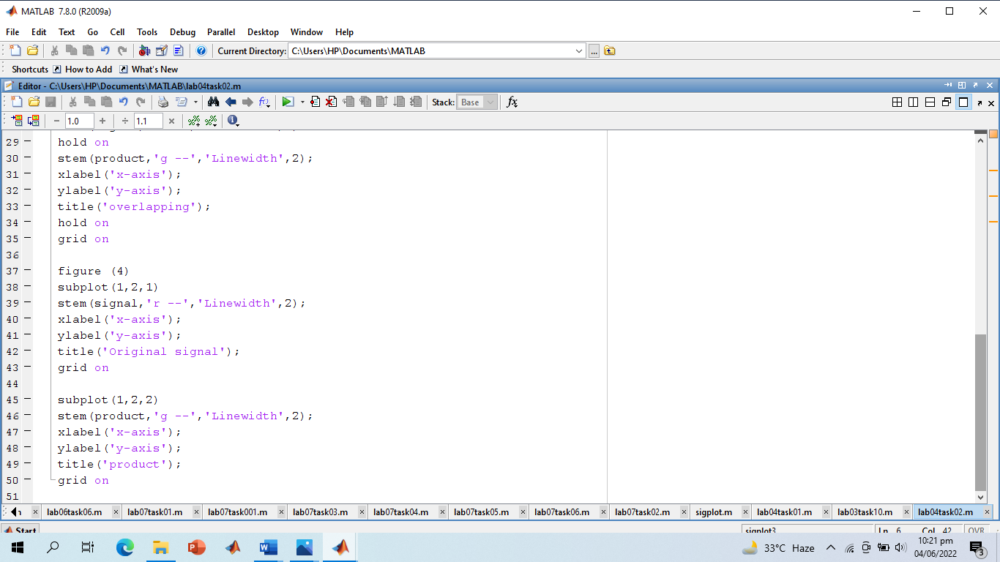 MATLAB 7.8.0 (R2009a)
File Edit Text Go Cell Tools Debug Parallel Desktop Window Help
Current Directory: C:\Users\HP\Documents\MATLAB ...
Shortcuts How to Add What's New
Editor - C:\Users\HP\Documents\MATLAB\lab04task02.m
Stack: Base fx
− 1.0 + ÷ 1.1 ×
29 hold on
30 stem(product,'g --','Linewidth',2);
31 xlabel('x-axis');
32 ylabel('y-axis');
33 title('overlapping');
34 hold on
35 grid on
36
37 figure (4)
38 subplot(1,2,1)
39 stem(signal,'r --','Linewidth',2);
40 xlabel('x-axis');
41 ylabel('y-axis');
42 title('Original signal');
43 grid on
44
45 subplot(1,2,2)
46 stem(product,'g --','Linewidth',2);
47 xlabel('x-axis');
48 ylabel('y-axis');
49 title('product');
50 grid on
51
lab06task06.m lab07task01.m lab07task001.m lab07task03.m lab07task04.m lab07task05.m lab07task06.m lab07task02.m sigplot.m lab04task01.m lab03task10.m lab04task02.m
Start sigplot3 Ln 6 Col 42 OVR
33°C Haze 10:21 pm
04/06/2022 3